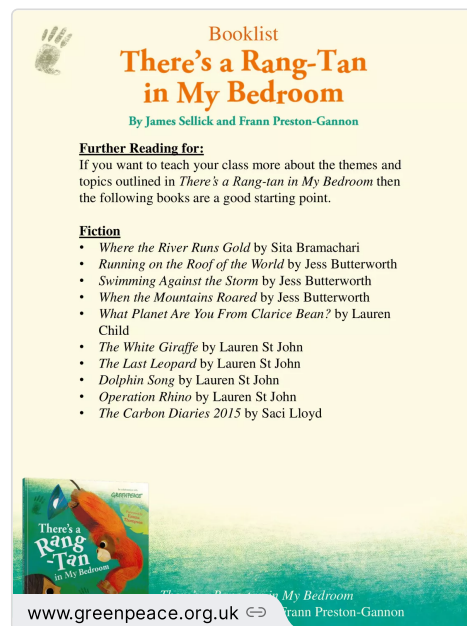 Booklist
There's a Rang-Tan
in My Bedroom
By James Sellick and Frann Preston-Gannon
Further Reading for:
If you want to teach your class more about the themes and
topics outlined in There's a Rang-tan in My Bedroom then
the following books are a good starting point.
Fiction
• Where the River Runs Gold by Sita Bramachari
• Running on the Roof of the World by Jess Butterworth
• Swimming Against the Storm by Jess Butterworth
• When the Mountains Roared by Jess Butterworth
• What Planet Are You From Clarice Bean? by Lauren
Child
• The White Giraffe by Lauren St John
• The Last Leopard by Lauren St John
• Dolphin Song by Lauren St John
• Operation Rhino by Lauren St John
• The Carbon Diaries 2015 by Saci Lloyd
GREENPEACE
There's a
Rang
-Tan
in My Bedroom
There's a Rang-tan in My Bedroom
Frann Preston-Gannon
www.greenpeace.org.uk